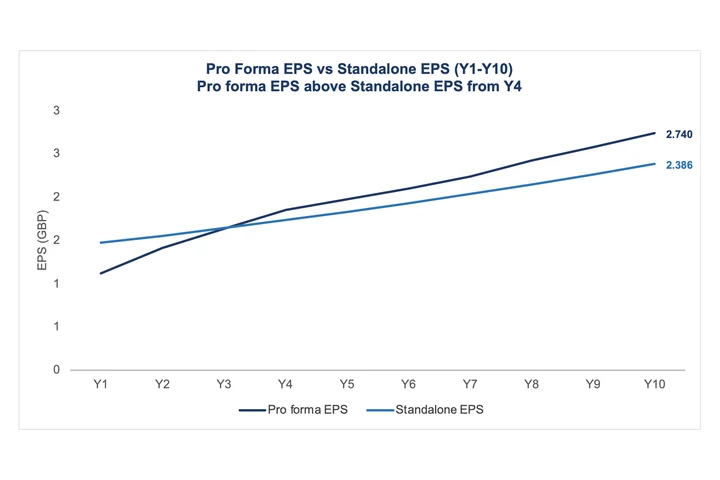 Pro Forma EPS vs Standalone EPS (Y1-Y10)
Pro forma EPS above Standalone EPS from Y4
3
3
2
2
1
1
0
EPS (GBP)
2.740
2.386
Y1 Y2 Y3 Y4 Y5 Y6 Y7 Y8 Y9 Y10
Pro forma EPS Standalone EPS